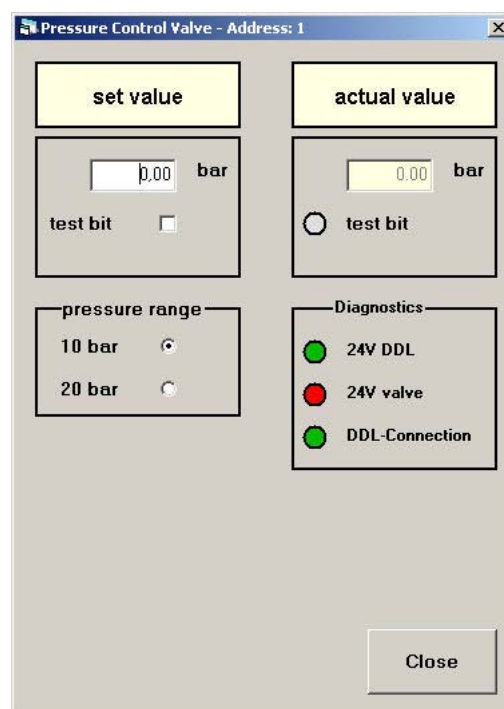 Pressure Control Valve - Address: 1
set value
actual value
0,00 bar
0.00 bar
test bit
test bit
pressure range
10 bar
20 bar
Diagnostics
24V DDL
24V valve
DDL-Connection
Close